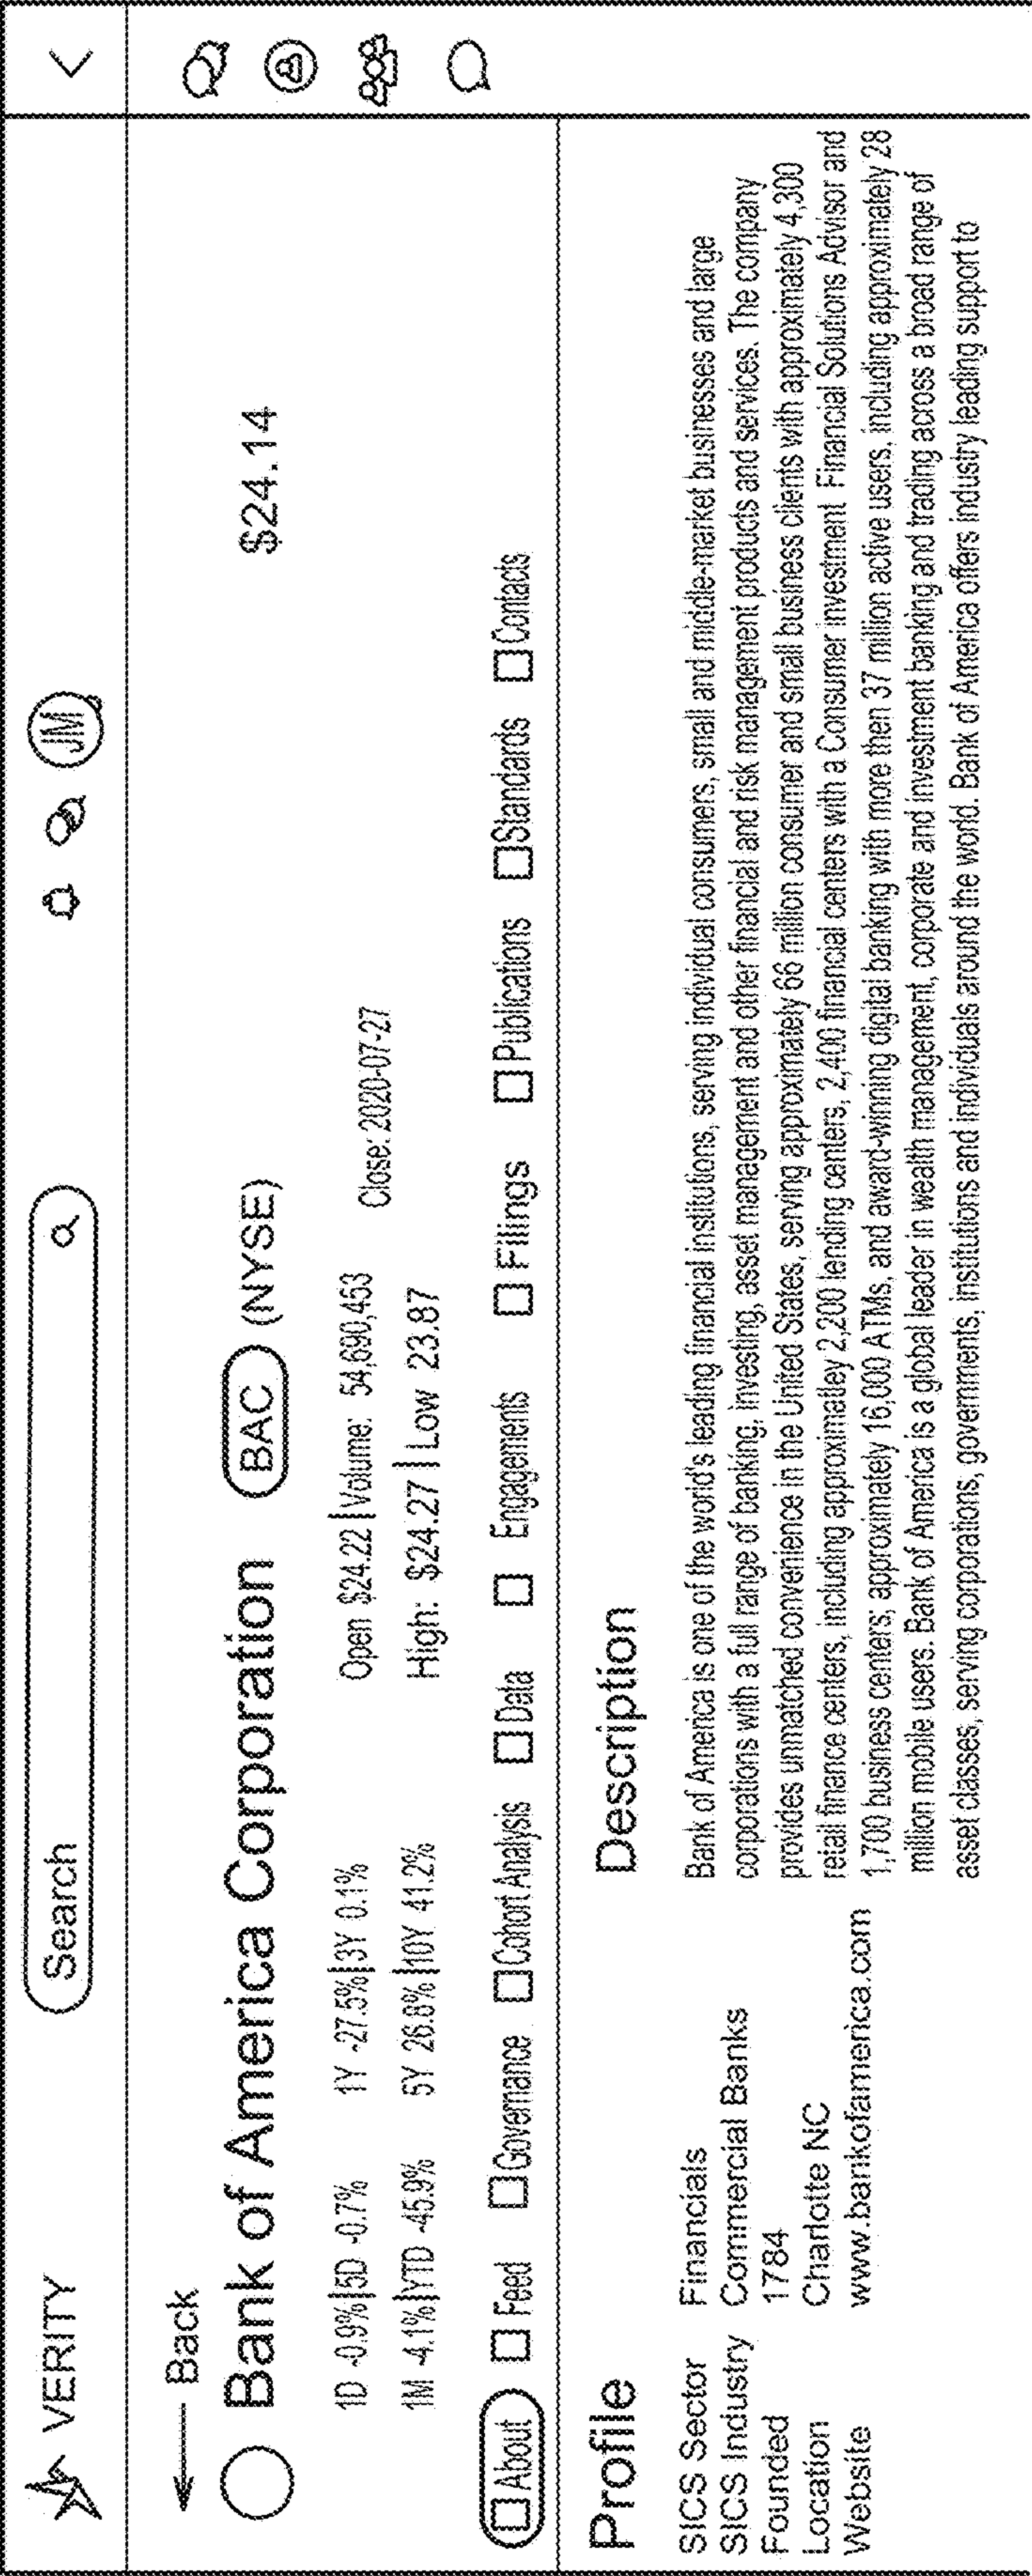 VERITY
Search
JM
Back
Bank of America Corporation BAC (NYSE)
$24.14
1D -0.9% | 5D -0.7% 1Y -27.5% | 3Y 0.1%
Open $24.22 | Volume: 54,690,453
Close: 2020-07-27
1M -4.1% | YTD -45.9% 5Y 26.8% | 10Y 41.2%
High: $24.27 | Low 23.87
About Feed Governance Cohort Analysis Data Engagements Filings Publications Standards Contacts
Profile
SICS Sector Financials
SICS Industry Commercial Banks
Founded 1784
Location Charlotte NC
Website www.bankofamerica.com
Description
Bank of America is one of the world's leading financial institutions, serving individual consumers, small and middle-market businesses and large
corporations with a full range of banking, investing, asset management and other financial and risk management products and services. The company
provides unmatched convenience in the United States, serving approximately 66 million consumer and small business clients with approximately 4,300
retail finance centers, including approximatley 2,200 lending centers, 2,400 financial centers with a Consumer investment Financial Solutions Advisor and
1,700 business centers; approximately 16,000 ATMs, and award-winning digital banking with more then 37 million active users, including approximately 28
million mobile users. Bank of America is a global leader in wealth management, corporate and investment banking and trading across a broad range of
asset classes, serving corporations, governments, institutions and individuals around the world. Bank of America offers industry leading support to